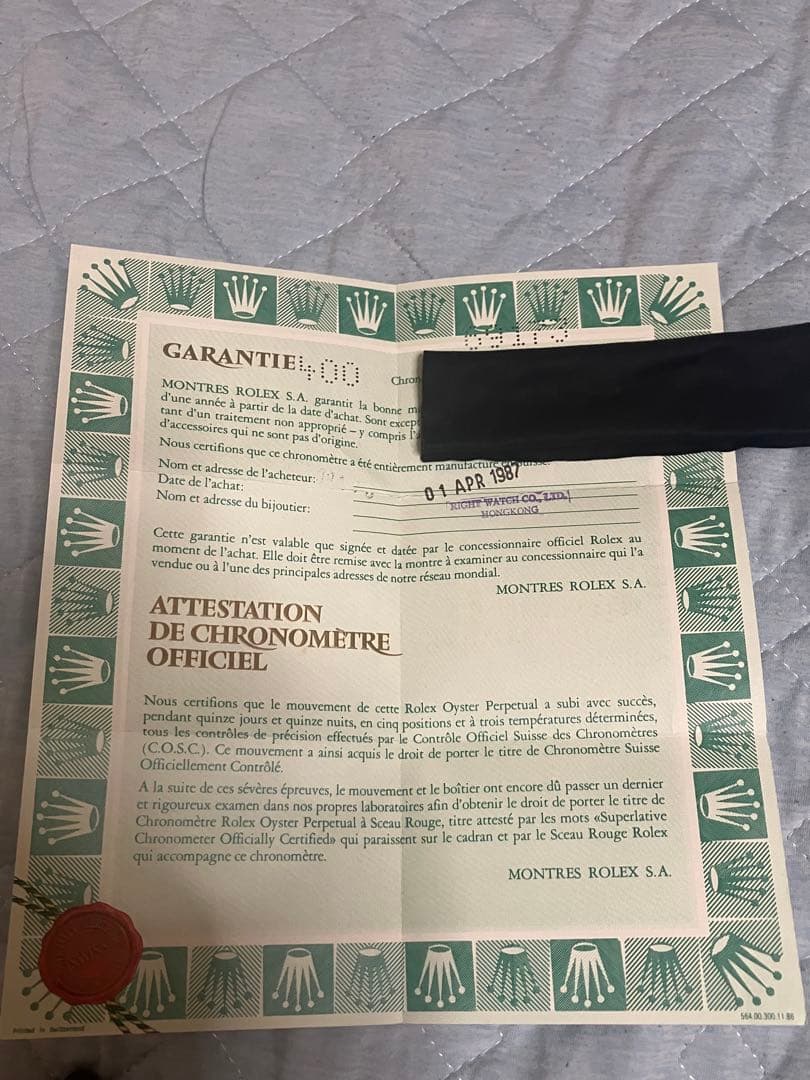 GARANTIE 400
Chron
MONTRES ROLEX S.A. garantit la bonne m
d'une année à partir de la date d'achat. Sont except
tant d'un traitement non approprié – y compris l'a
d'accessoires qui ne sont pas d'origine.
Nous certifions que ce chronomètre a été entièrement manufacturé
Nom et adresse de l'acheteur:
Date de l'achat: 01 APR 1987
Nom et adresse du bijoutier: RIGHT WATCH CO., LTD.
HONGKONG
Cette garantie n'est valable que signée et datée par le concessionaire officiel Rolex au
moment de l'achat. Elle doit être remise avec la montre à examiner au concessionaire qui l'a
vendue ou à l'une des principales adresses de notre réseau mondial.
MONTRES ROLEX S.A.
ATTESTATION
DE CHRONOMÈTRE
OFFICIEL
Nous certifions que le mouvement de cette Rolex Oyster Perpetual a subi avec succès,
pendant quinze jours et quinze nuits, en cinq positions et à trois températures déterminées,
tous les contrôles de précision effectués par le Contrôle Officiel Suisse des Chronomètres
(C.O.S.C.). Ce mouvement a ainsi acquis le droit de porter le titre de Chronomètre Suisse
Officiellement Contrôlé.
A la suite de ces sévères épreuves, le mouvement et le boîtier ont encore dû passer un dernier
et rigoureux examen dans nos propres laboratoires afin d'obtenir le droit de porter le titre de
Chronomètre Rolex Oyster Perpetual à Sceau Rouge, titre attesté par les mots «Superlative
Chronometer Officially Certified» qui paraissent sur le cadran et par le Sceau Rouge Rolex
qui accompagne ce chronomètre.
MONTRES ROLEX S.A.
Printed in Switzerland
564.00.300.11.86